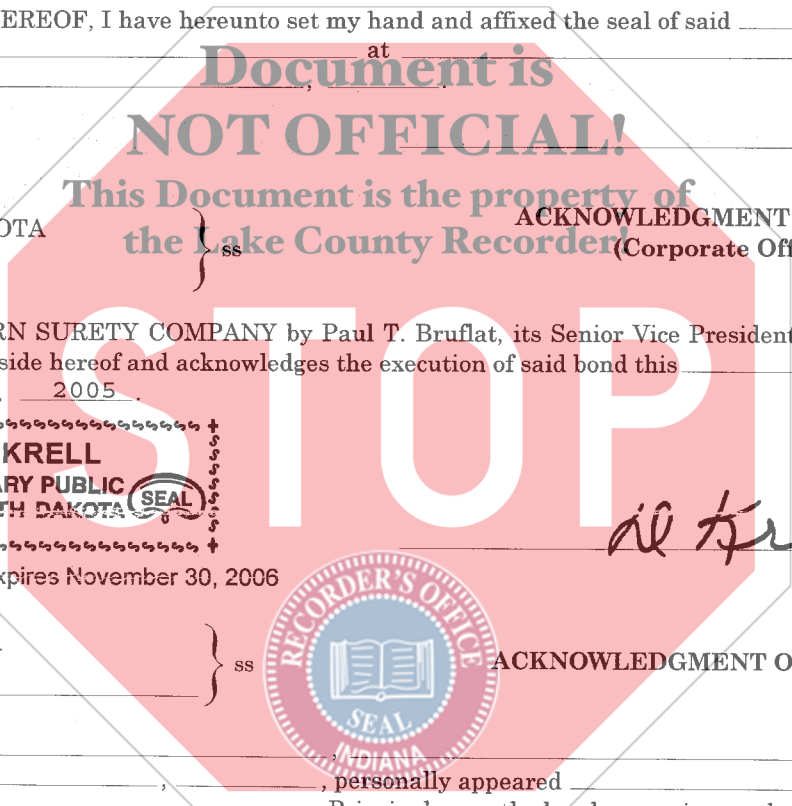 EREOF, I have hereunto set my hand and affixed the seal of said
at
Document is
NOT OFFICIAL!
This Document is the property of
the Lake County Recorder!
OTA
ss
ACKNOWLEDGMENT
(Corporate Off
RN SURETY COMPANY by Paul T. Bruflat, its Senior Vice President
side hereof and acknowledges the execution of said bond this
2005 .
STOP
KRELL
ARY PUBLIC
TH DAKOTA
SEAL
xpires November 30, 2006
RECORDER'S OFFICE
SEAL
INDIANA
ss
ACKNOWLEDGMENT O
, personally appeared